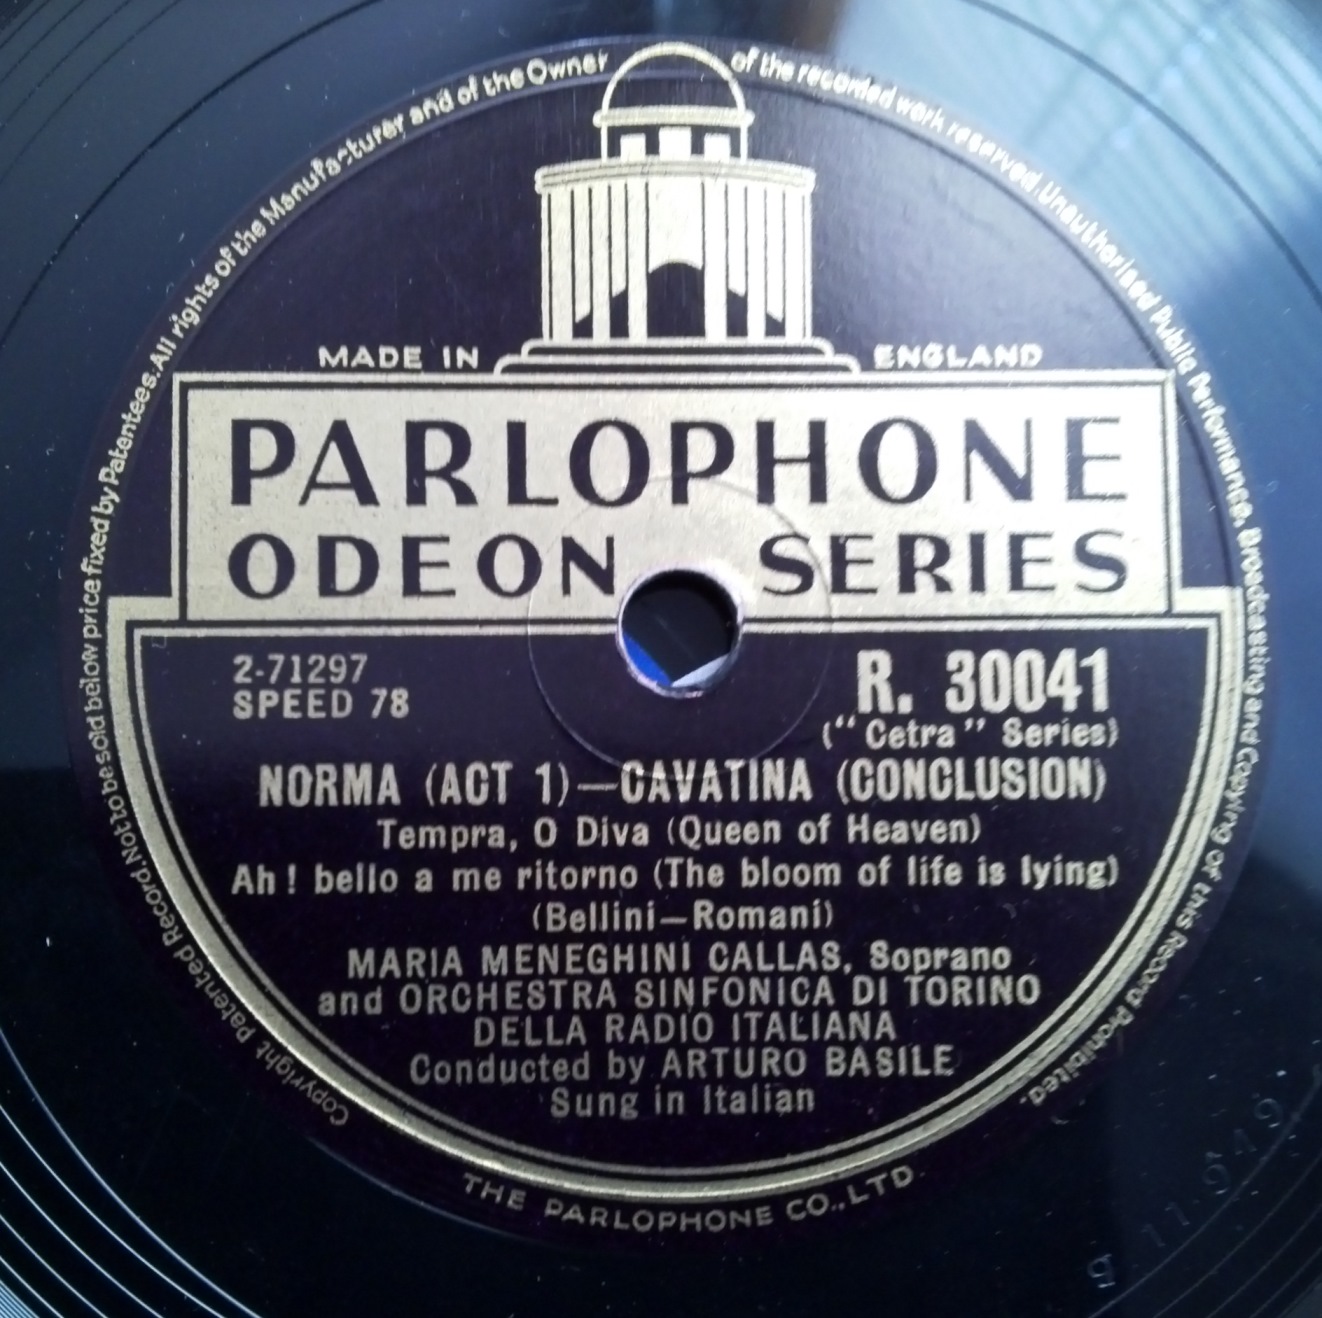 Copyright Patented Record. Not to be sold below price fixed by Patentees. All rights of the Manufacturer and of the Owner of the recorded work reserved. Unauthorised Public Performance, Broadcasting and Copying of this Record Prohibited.
MADE IN ENGLAND
PARLOPHONE
ODEON SERIES
2-71297
R. 30041
SPEED 78
("Cetra" Series)
NORMA (ACT 1)—CAVATINA (CONCLUSION)
Tempra, O Diva (Queen of Heaven)
Ah! bello a me ritorno (The bloom of life is lying)
(Bellini—Romani)
MARIA MENEGHINI CALLAS, Soprano
and ORCHESTRA SINFONICA DI TORINO
DELLA RADIO ITALIANA
Conducted by ARTURO BASILE
Sung in Italian
THE PARLOPHONE CO., LTD.